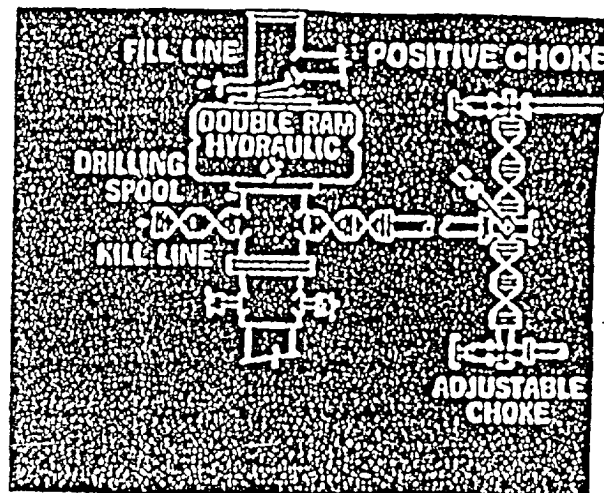 FILL LINE
POSITIVE CHOKE
DOUBLE RAM
HYDRAULIC
DRILLING
SPOOL
KILL LINE
ADJUSTABLE
CHOKE